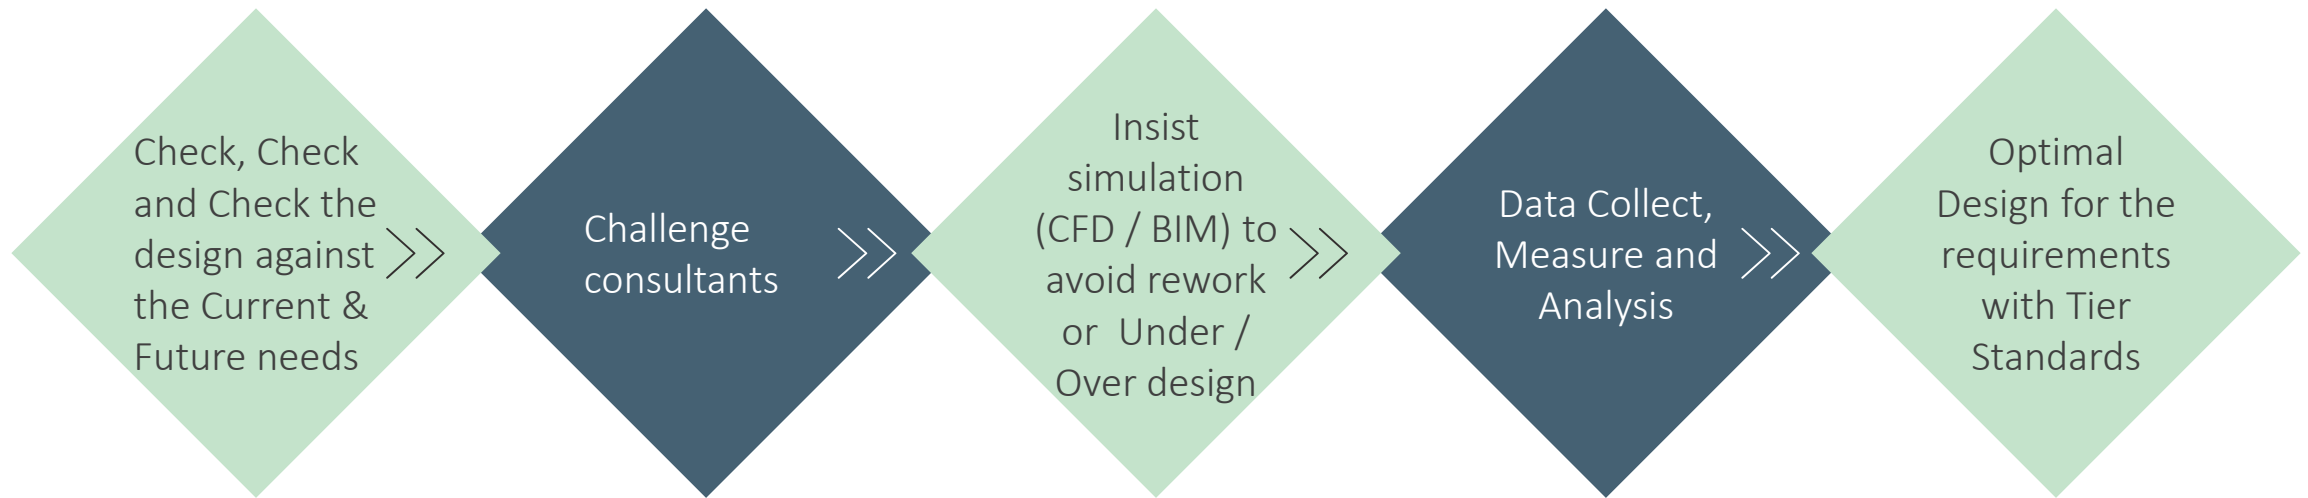 Check, Check
and Check the
design against
the Current &
Future needs
Challenge
consultants
Insist
simulation
(CFD / BIM) to
avoid rework
or  Under /
Over design
Data Collect,
Measure and
Analysis
Optimal
Design for the
requirements
with Tier
Standards